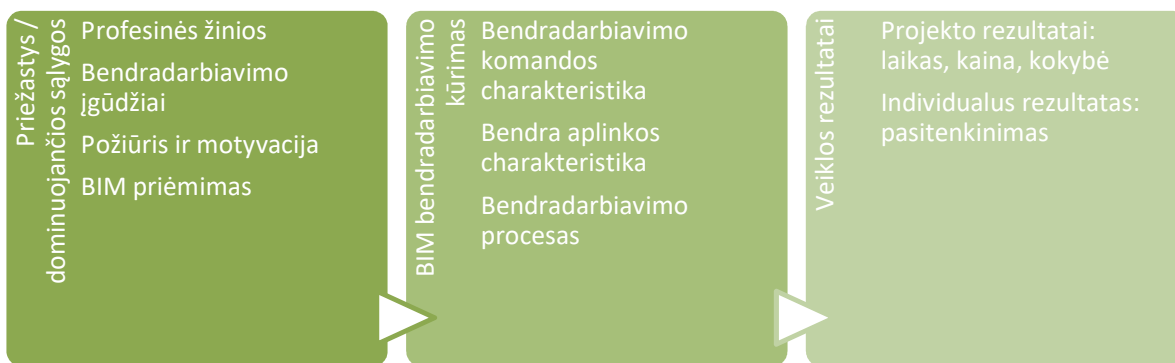 Priežastys /
dominuojančios sąlygos
Profesinės žinios
Bendradarbiavimo
įgūdžiai
Požiūris ir motyvacija
BIM priėmimas
BIM bendradarbiavimo
kūrimas
Bendradarbiavimo
komandos
charakteristika
Bendra aplinkos
charakteristika
Bendradarbiavimo
procesas
Veiklos rezultatai
Projekto rezultatai:
laikas, kaina, kokybė
Individualus rezultatas:
pasitenkinimas